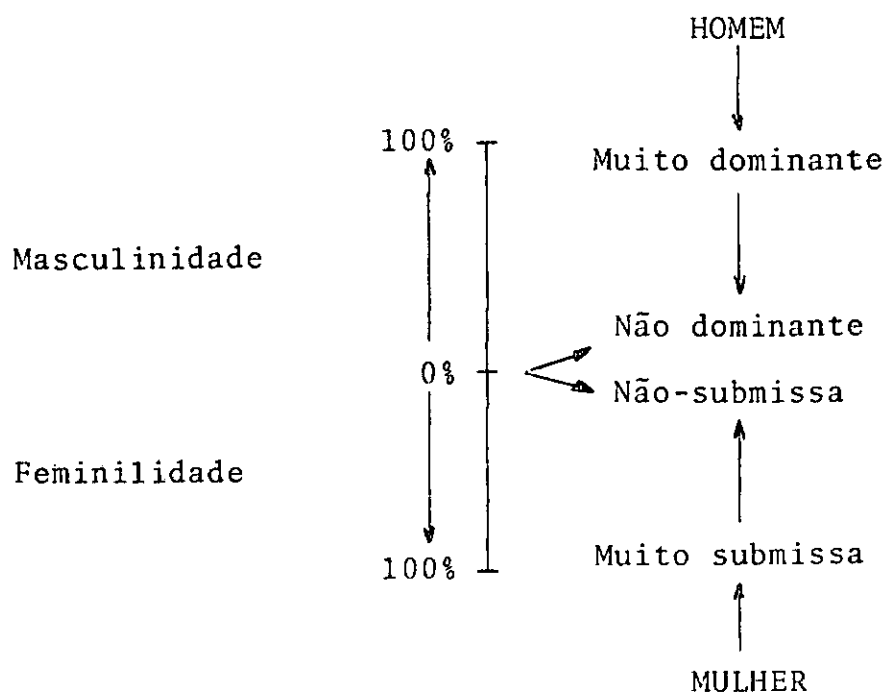 HOMEM
100%
Muito dominante
Masculinidade
Não dominante
0%
Não-submissa
Feminilidade
100%
Muito submissa
MULHER